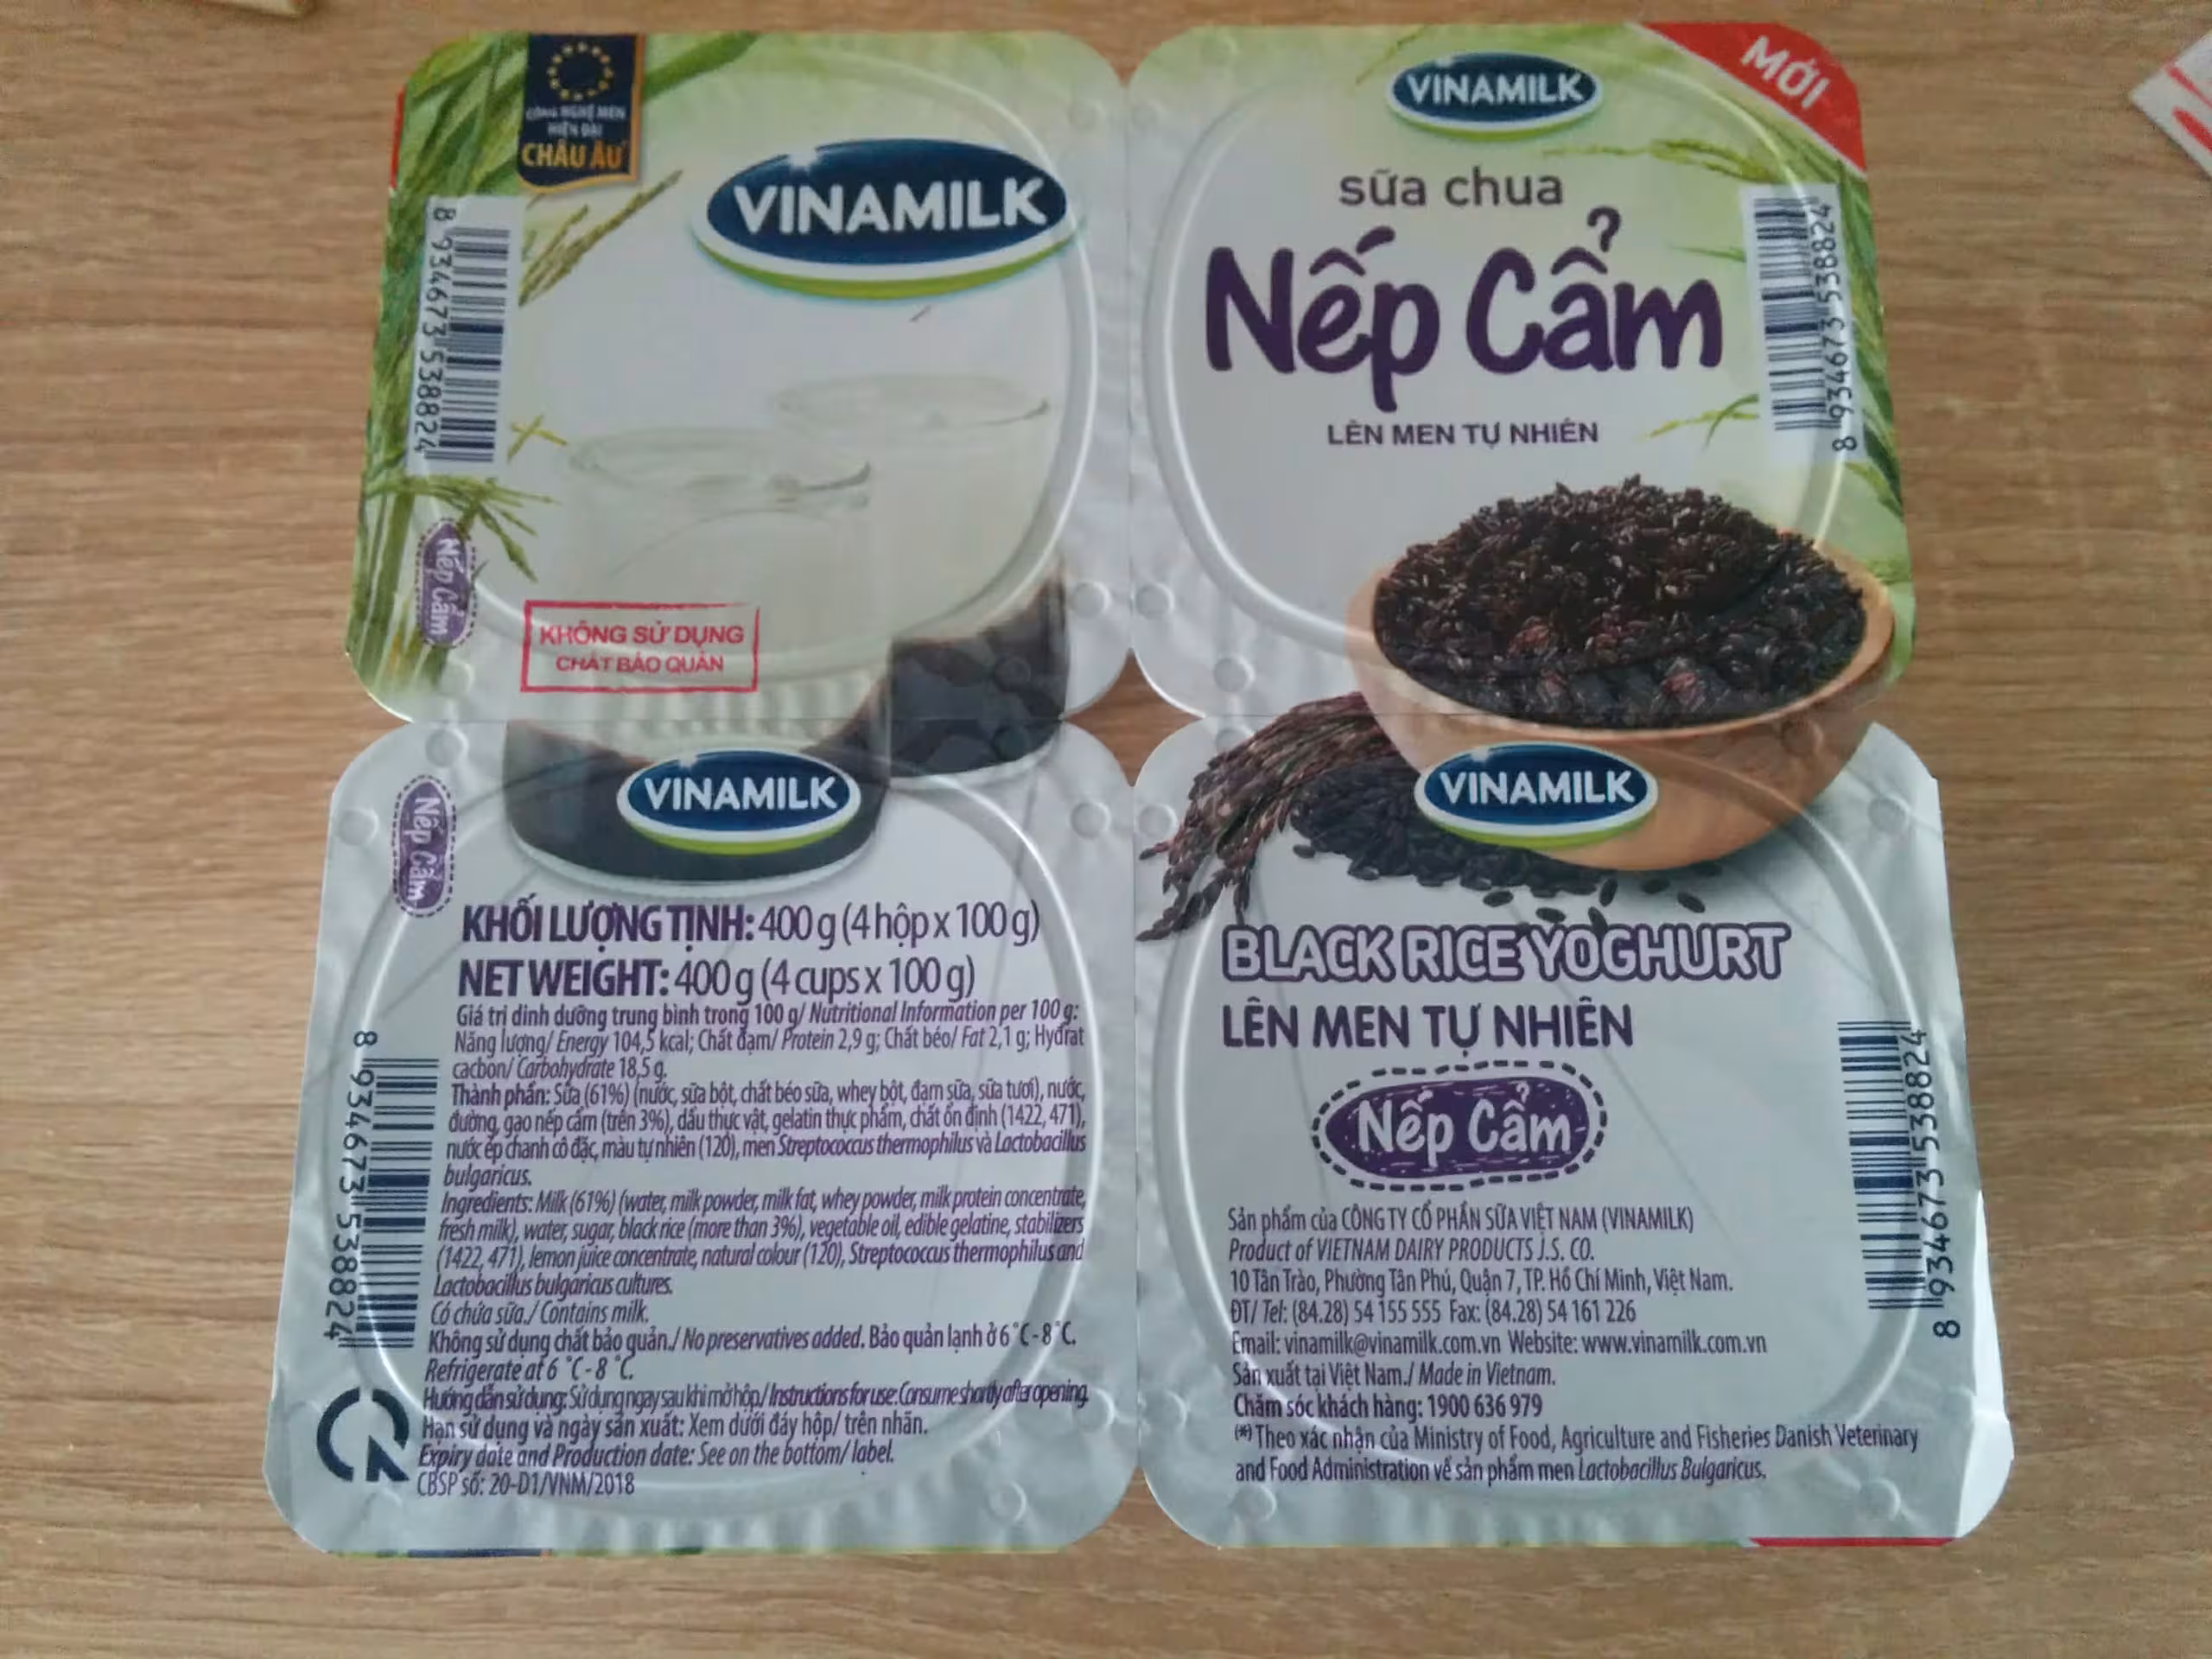 CÔNG NGHỆ MEN
HIỆN ĐẠI
CHÂU ÂU*
VINAMILK
8 934673 538824
Nếp Cẩm
KHÔNG SỬ DỤNG
CHẤT BẢO QUẢN
MỚI
VINAMILK
sữa chua
Nếp Cẩm
LÊN MEN TỰ NHIÊN
8 934673 538824
VINAMILK
Nếp Cẩm
KHỐI LƯỢNG TỊNH: 400 g (4 hộp x 100 g)
NET WEIGHT: 400 g (4 cups x 100 g)
Giá trị dinh dưỡng trung bình trong 100 g/ Nutritional Information per 100 g:
Năng lượng/ Energy 104,5 kcal; Chất đạm/ Protein 2,9 g; Chất béo/ Fat 2,1 g; Hydrat
cacbon/ Carbohydrate 18,5 g.
Thành phần: Sữa (61%) (nước, sữa bột, chất béo sữa, whey bột, đạm sữa, sữa tươi), nước,
đường, gạo nếp cẩm (trên 3%), dầu thực vật, gelatin thực phẩm, chất ổn định (1422, 471),
nước ép chanh cô đặc, màu tự nhiên (120), men Streptococcus thermophilus và Lactobacillus
bulgaricus.
Ingredients: Milk (61%) (water, milk powder, milk fat, whey powder, milk protein concentrate,
fresh milk), water, sugar, black rice (more than 3%), vegetable oil, edible gelatine, stabilizers
(1422, 471), lemon juice concentrate, natural colour (120), Streptococcus thermophilus and
Lactobacillus bulgaricus cultures.
Có chứa sữa./ Contains milk.
Không sử dụng chất bảo quản./ No preservatives added. Bảo quản lạnh ở 6 °C - 8 °C.
Refrigerate at 6 °C - 8 °C.
Hướng dẫn sử dụng: Sử dụng ngay sau khi mở hộp/ Instructions for use: Consume shortly after opening.
Hạn sử dụng và ngày sản xuất: Xem dưới đáy hộp/ trên nhãn.
Expiry date and Production date: See on the bottom/ label.
CBSP số: 20-D1/VNM/2018
8 934673 538824
VINAMILK
BLACK RICE YOGHURT
LÊN MEN TỰ NHIÊN
Nếp Cẩm
Sản phẩm của CÔNG TY CỔ PHẦN SỮA VIỆT NAM (VINAMILK)
Product of VIETNAM DAIRY PRODUCTS J.S. CO.
10 Tân Trào, Phường Tân Phú, Quận 7, TP. Hồ Chí Minh, Việt Nam.
ĐT/ Tel: (84.28) 54 155 555 Fax: (84.28) 54 161 226
Email: vinamilk@vinamilk.com.vn Website: www.vinamilk.com.vn
Sản xuất tại Việt Nam./ Made in Vietnam.
Chăm sóc khách hàng: 1900 636 979
(*) Theo xác nhận của Ministry of Food, Agriculture and Fisheries Danish Veterinary
and Food Administration về sản phẩm men Lactobacillus Bulgaricus.
8 934673 538824